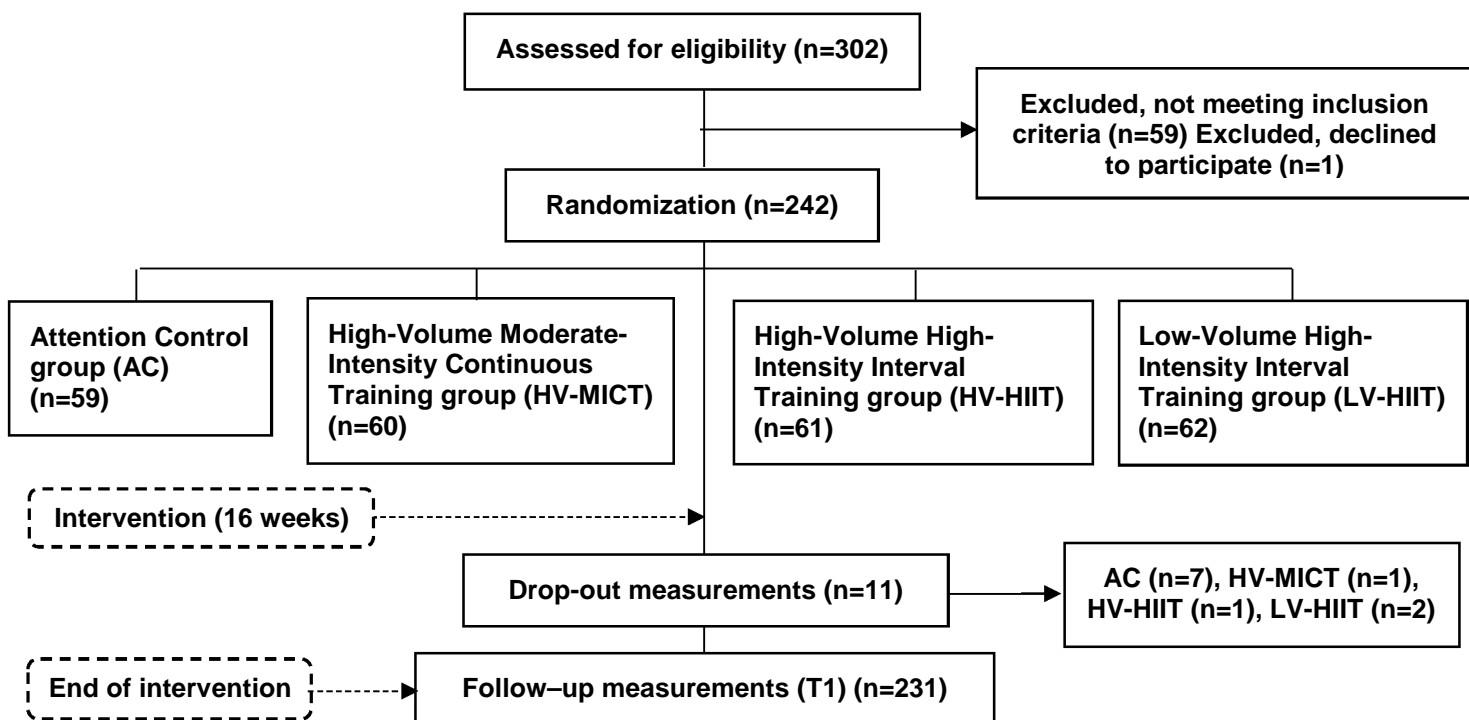 Assessed for eligibility (n=302)
Excluded, not meeting inclusion
criteria (n=59) Excluded, declined
to participate (n=1)
Randomization (n=242)
Attention Control
group (AC)
(n=59)
High-Volume Moderate-
Intensity Continuous
Training group (HV-MICT)
(n=60)
High-Volume High-
Intensity Interval
Training group (HV-HIIT)
(n=61)
Low-Volume High-
Intensity Interval
Training group (LV-HIIT)
(n=62)
Intervention (16 weeks)
Drop-out measurements (n=11)
AC (n=7), HV-MICT (n=1),
HV-HIIT (n=1), LV-HIIT (n=2)
End of intervention
Follow–up measurements (T1) (n=231)